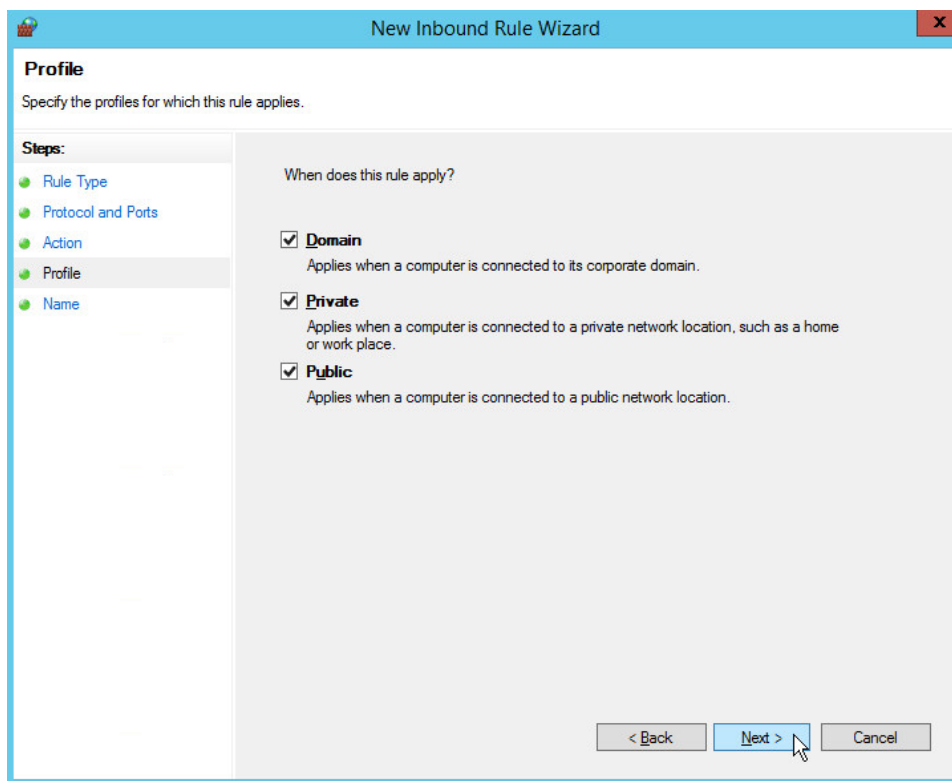 New Inbound Rule Wizard
x
Profile
Specify the profiles for which this rule applies.
Steps:
Rule Type
Protocol and Ports
Action
Profile
Name
When does this rule apply?
Domain
Applies when a computer is connected to its corporate domain.
Private
Applies when a computer is connected to a private network location, such as a home
or work place.
Public
Applies when a computer is connected to a public network location.
< Back
Next >
Cancel